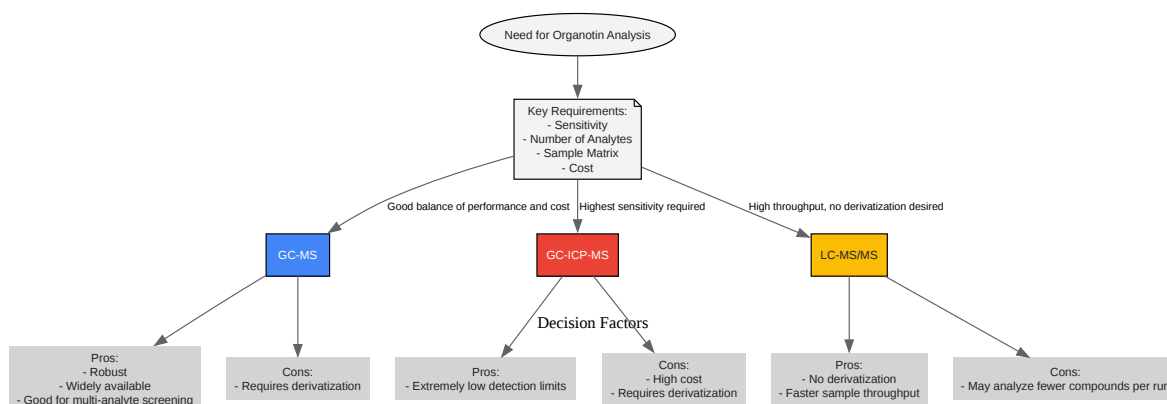 Need for Organotin Analysis
Key Requirements:
- Sensitivity
- Number of Analytes
- Sample Matrix
- Cost
Good balance of performance and cost
Highest sensitivity required
High throughput, no derivatization desired
GC-MS
GC-ICP-MS
LC-MS/MS
Decision Factors
Pros:
- Robust
- Widely available
- Good for multi-analyte screening
Cons:
- Requires derivatization
Pros:
- Extremely low detection limits
Cons:
- High cost
- Requires derivatization
Pros:
- No derivatization
- Faster sample throughput
Cons:
- May analyze fewer compounds per run